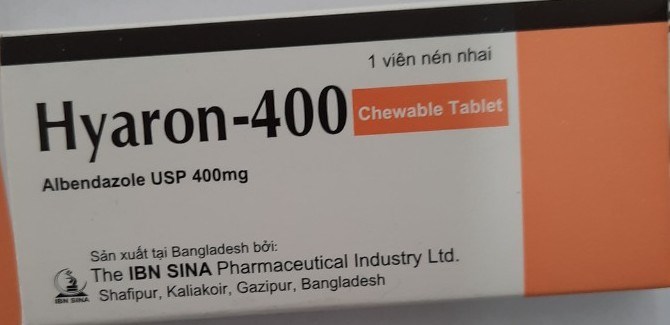 1 viên nén nhai
Hyaron-400
Chewable Tablet
Albendazole USP 400mg
Sản xuất tại Bangladesh bởi:
The IBN SINA Pharmaceutical Industry Ltd.
Shafipur, Kaliakoir, Gazipur, Bangladesh
IBN SINA